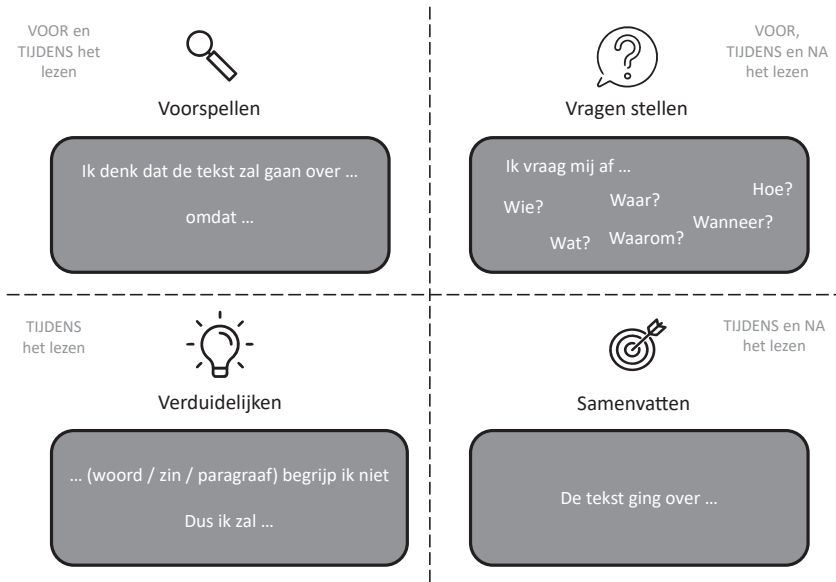 VOOR en
TIJDENS het
lezen
Voorspellen
Ik denk dat de tekst zal gaan over ...
omdat ...
VOOR,
TIJDENS en NA
het lezen
Vragen stellen
Ik vraag mij af ...
Hoe?
Wie?
Waar?
Wanneer?
Wat?
Waarom?
TIJDENS
het lezen
Verduidelijken
... (woord / zin / paragraaf) begrijp ik niet
Dus ik zal ...
TIJDENS en NA
het lezen
Samenvatten
De tekst ging over ...